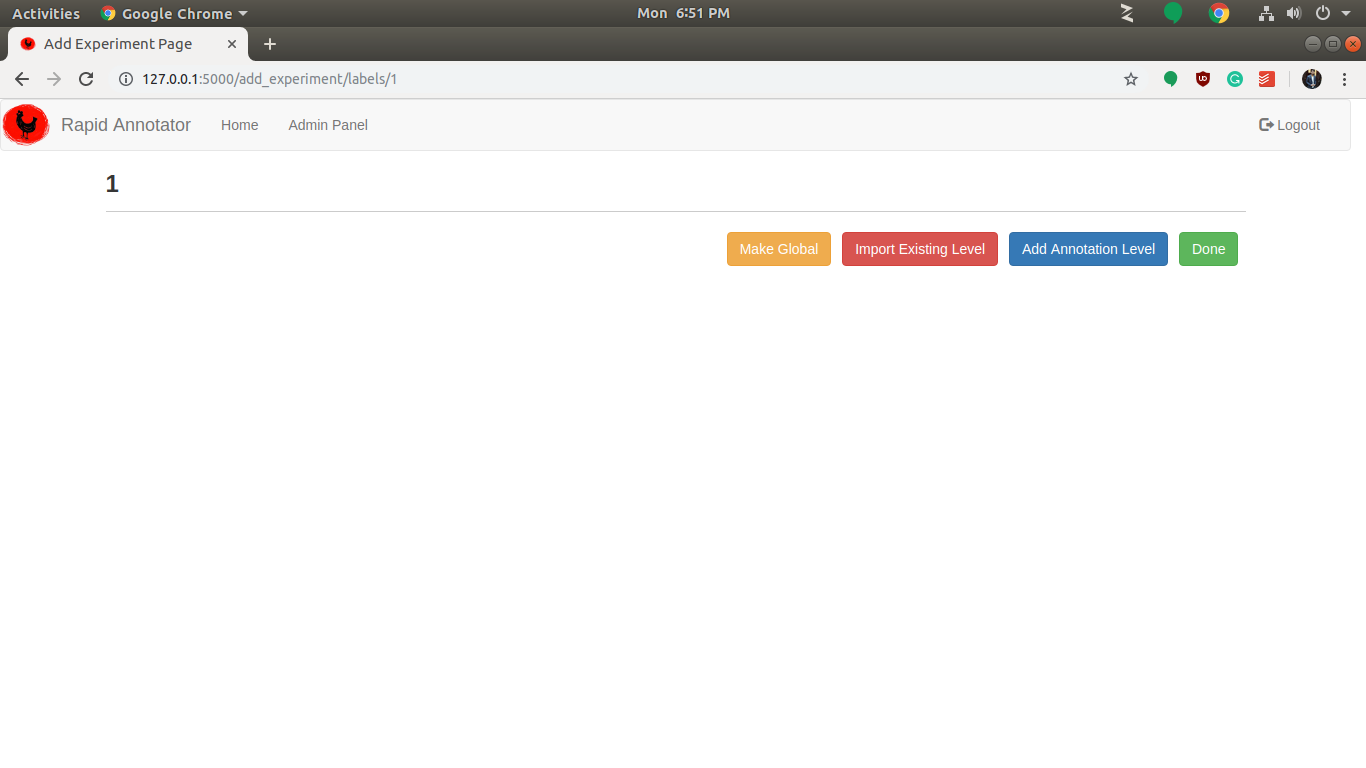 Activities Google Chrome Mon 6:51 PM
Add Experiment Page
127.0.0.1:5000/add_experiment/labels/1
Rapid Annotator Home Admin Panel Logout
1
Make Global Import Existing Level Add Annotation Level Done